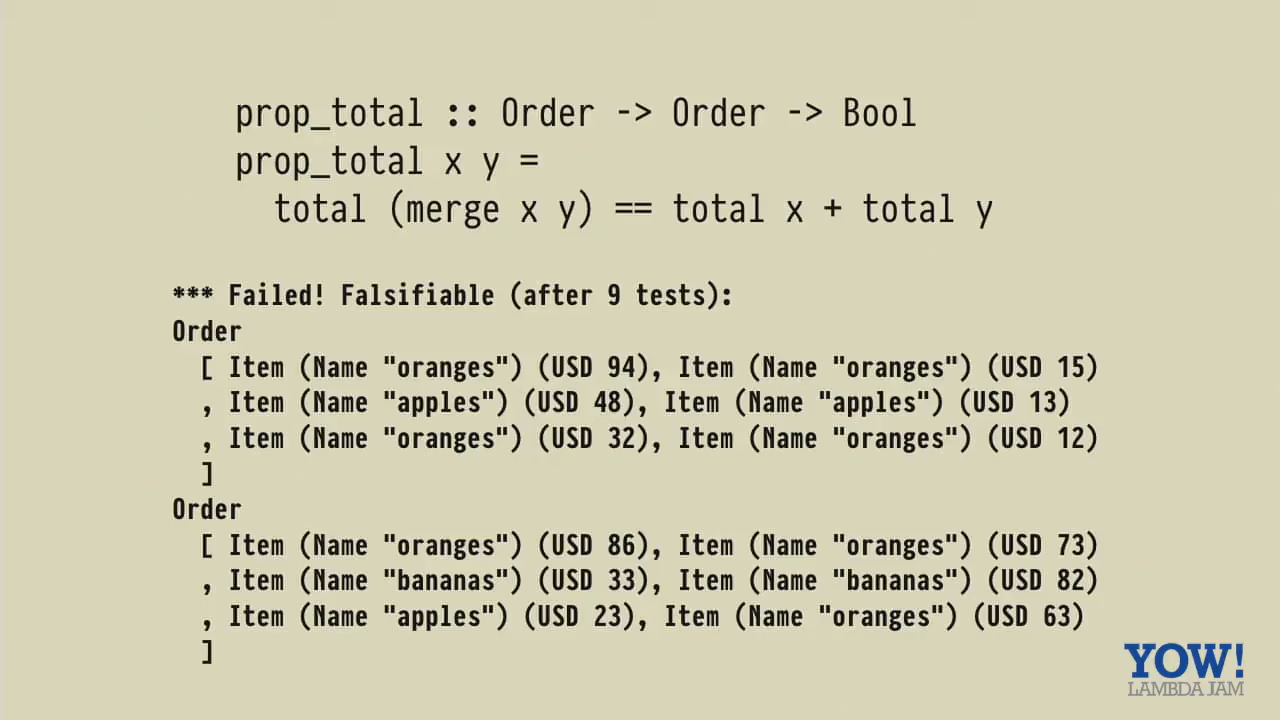 prop_total :: Order -> Order -> Bool
prop_total x y =
  total (merge x y) == total x + total y
*** Failed! Falsifiable (after 9 tests):
Order
  [ Item (Name "oranges") (USD 94), Item (Name "oranges") (USD 15)
  , Item (Name "apples") (USD 48), Item (Name "apples") (USD 13)
  , Item (Name "oranges") (USD 32), Item (Name "oranges") (USD 12)
  ]
Order
  [ Item (Name "oranges") (USD 86), Item (Name "oranges") (USD 73)
  , Item (Name "bananas") (USD 33), Item (Name "bananas") (USD 82)
  , Item (Name "apples") (USD 23), Item (Name "oranges") (USD 63)
  ]
YOW!
LAMBDA JAM